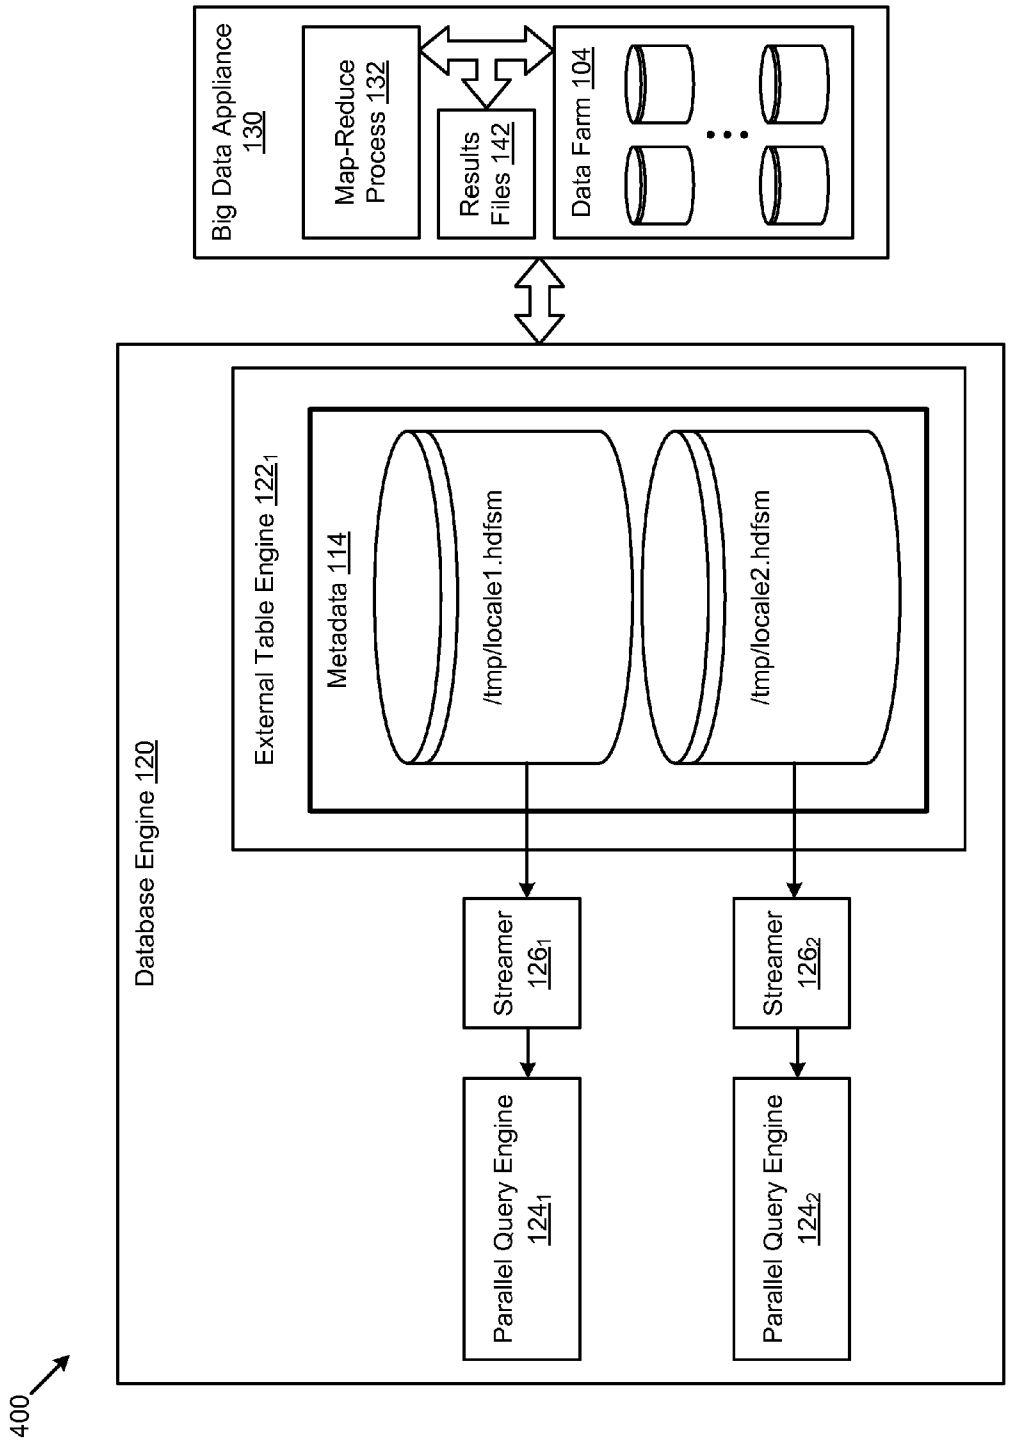 400
Database Engine 120
Parallel Query Engine
124₁
Streamer
126₁
Parallel Query Engine
124₂
Streamer
126₂
External Table Engine 122₁
Metadata 114
/tmp/locale1.hdfsm
/tmp/locale2.hdfsm
Big Data Appliance
130
Map-Reduce
Process 132
Results
Files 142
Data Farm 104